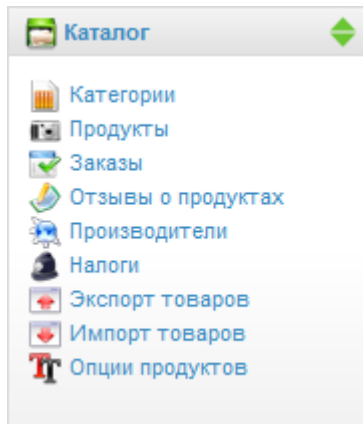 Каталог
Категории
Продукты
Заказы
Отзывы о продуктах
Производители
Налоги
Экспорт товаров
Импорт товаров
Опции продуктов